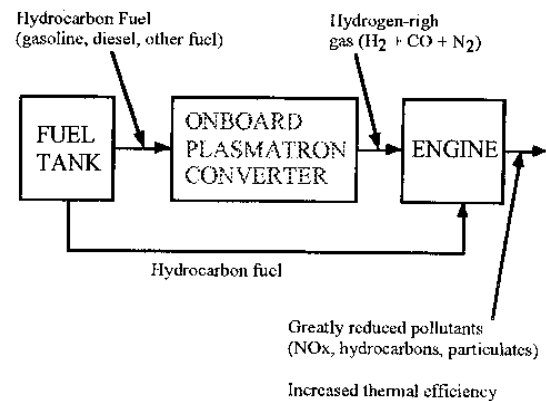 Hydrocarbon Fuel
(gasoline, diesel, other fuel)
Hydrogen-righ
gas (H2 + CO + N2)
FUEL
TANK
ONBOARD
PLASMATRON
CONVERTER
ENGINE
Hydrocarbon fuel
Greatly reduced pollutants
(NOx, hydrocarbons, particulates)
Increased thermal efficiency